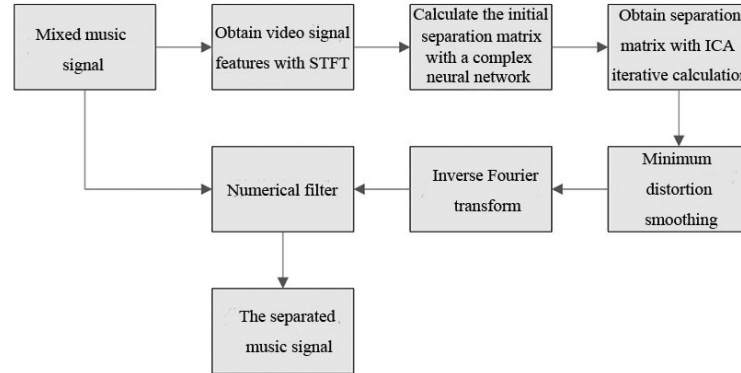 Mixed music
signal
Obtain video signal
features with STFT
Calculate the initial
separation matrix
with a complex
neural network
Obtain separation
matrix with ICA
iterative calculation
Minimum
distortion
smoothing
Inverse Fourier
transform
Numerical filter
The separated
music signal